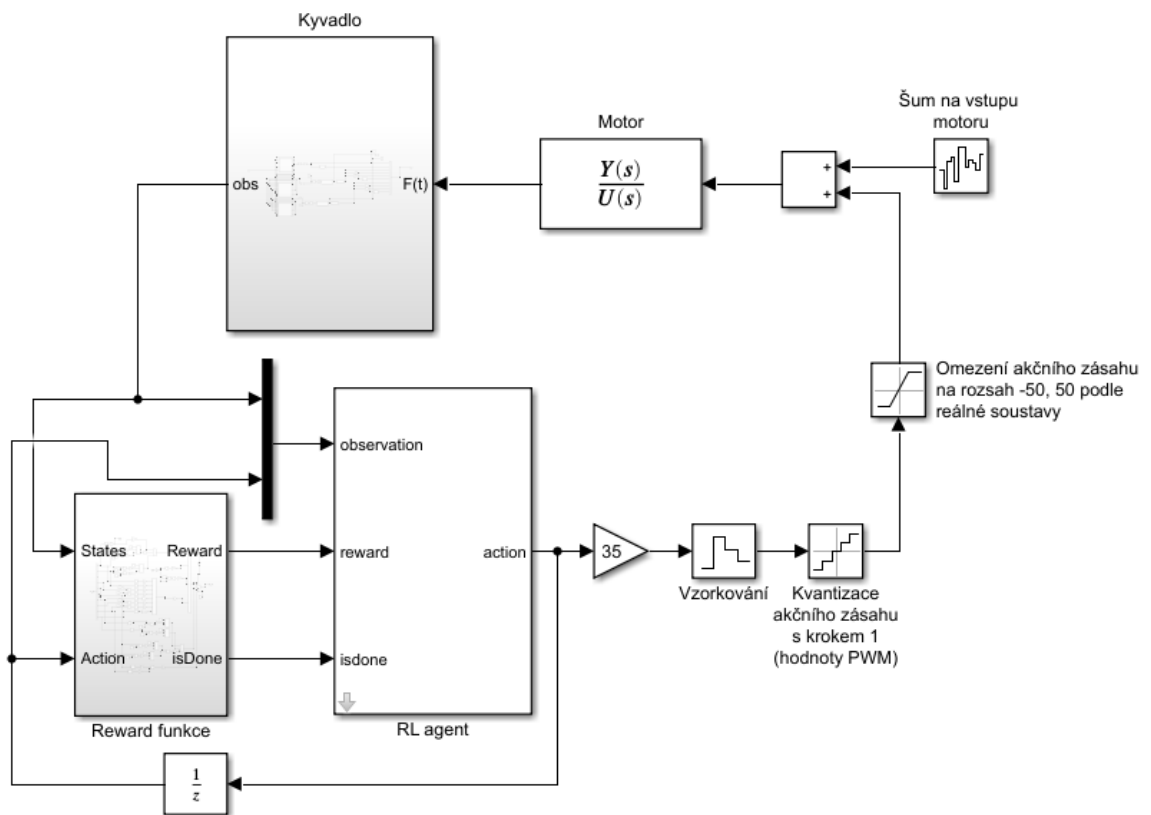 Kyvadlo
obs
F(t)
Motor
Y(s)
U(s)
Šum na vstupu
motoru
+
+
Omezení akčního zásahu
na rozsah -50, 50 podle
reálné soustavy
observation
reward
action
isdone
RL agent
States
Reward
Action
isDone
Reward funkce
35
Vzorkování
Kvantizace
akčního zásahu
s krokem 1
(hodnoty PWM)
1
z